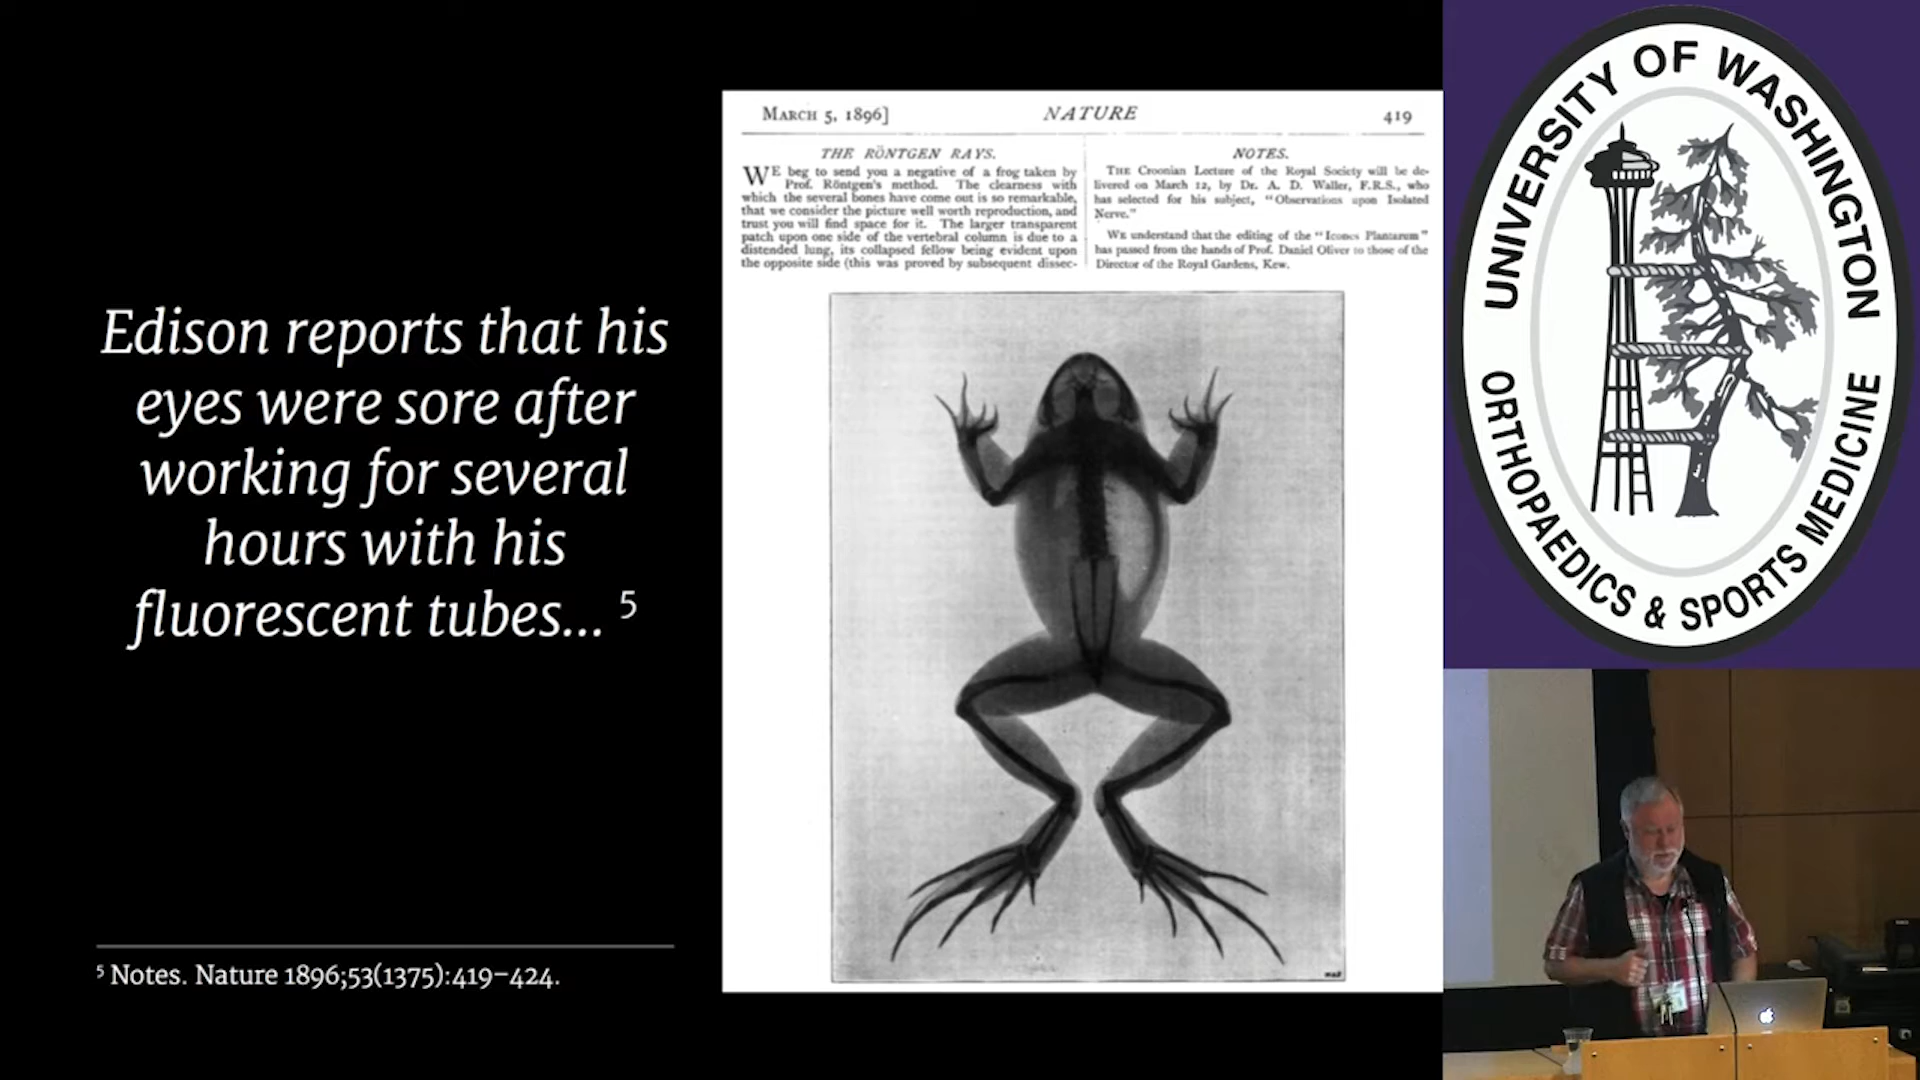 Edison reports that his
eyes were sore after
working for several
hours with his
fluorescent tubes... 5
5 Notes. Nature 1896;53(1375):419–424.
MARCH 5, 1896]
NATURE
419
THE RÖNTGEN RAYS.
WE beg to send you a negative of a frog taken by
Prof. Röntgen's method. The clearness with
which the several bones have come out is so remarkable,
that we consider the picture well worth reproduction, and
trust you will find space for it. The larger transparent
patch upon one side of the vertebral column is due to a
distended lung, its collapsed fellow being evident upon
the opposite side (this was proved by subsequent dissec-
NOTES.
THE Croonian Lecture of the Royal Society will be de-
livered on March 12, by Dr. A. D. Waller, F.R.S., who
has selected for his subject, "Observations upon Isolated
Nerve."
WE understand that the editing of the "Icones Plantarum"
has passed from the hands of Prof. Daniel Oliver to those of the
Director of the Royal Gardens, Kew.
UNIVERSITY OF WASHINGTON
ORTHOPAEDICS & SPORTS MEDICINE